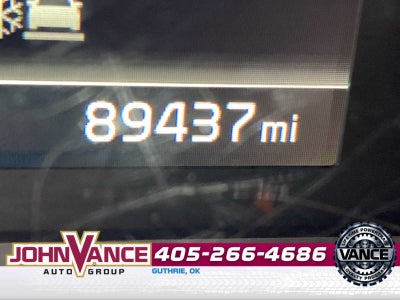 89437 mi
JOHN VANCE
AUTO GROUP
405-266-4686
GUTHRIE, OK
VANCE